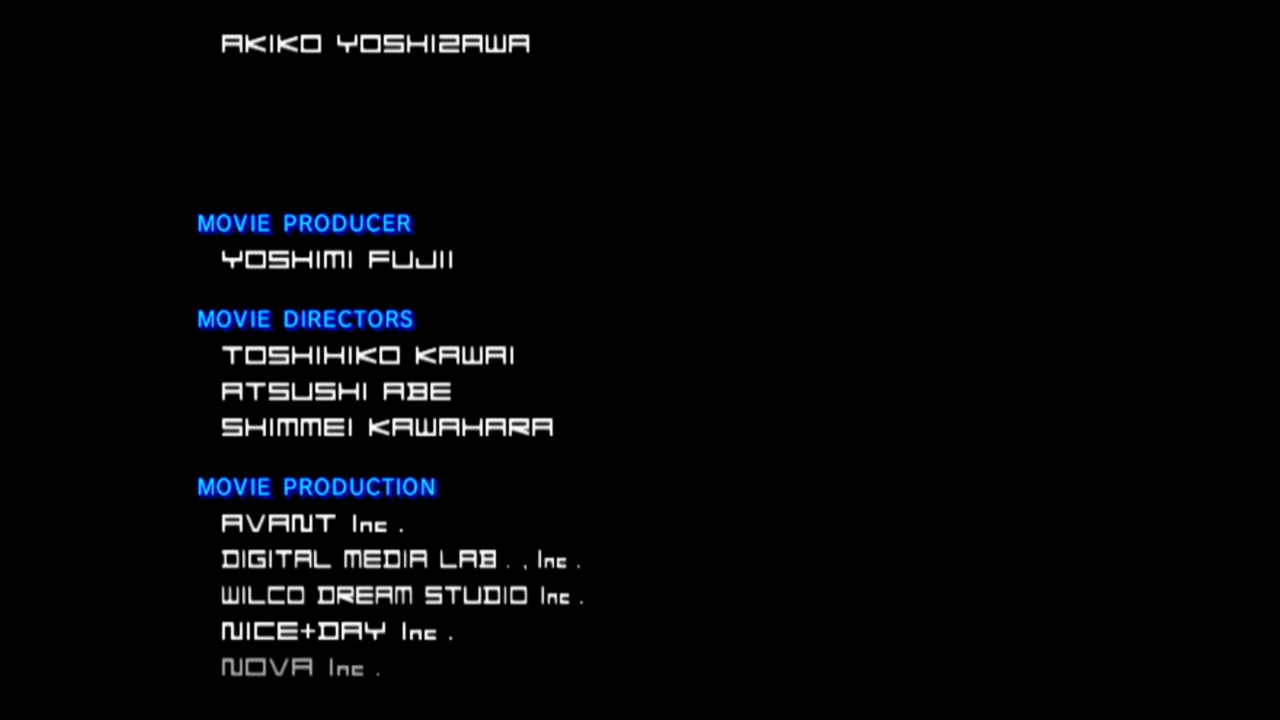 AKIKO YOSHIZAWA
MOVIE PRODUCER
YOSHIMI FUJII
MOVIE DIRECTORS
TOSHIHIKO KAWAI
ATSUSHI ABE
SHIMMEI KAWAHARA
MOVIE PRODUCTION
AVANT Inc .
DIGITAL MEDIA LAB . , Inc .
WILCO DREAM STUDIO Inc .
NICE+DAY Inc .
NOVA Inc .